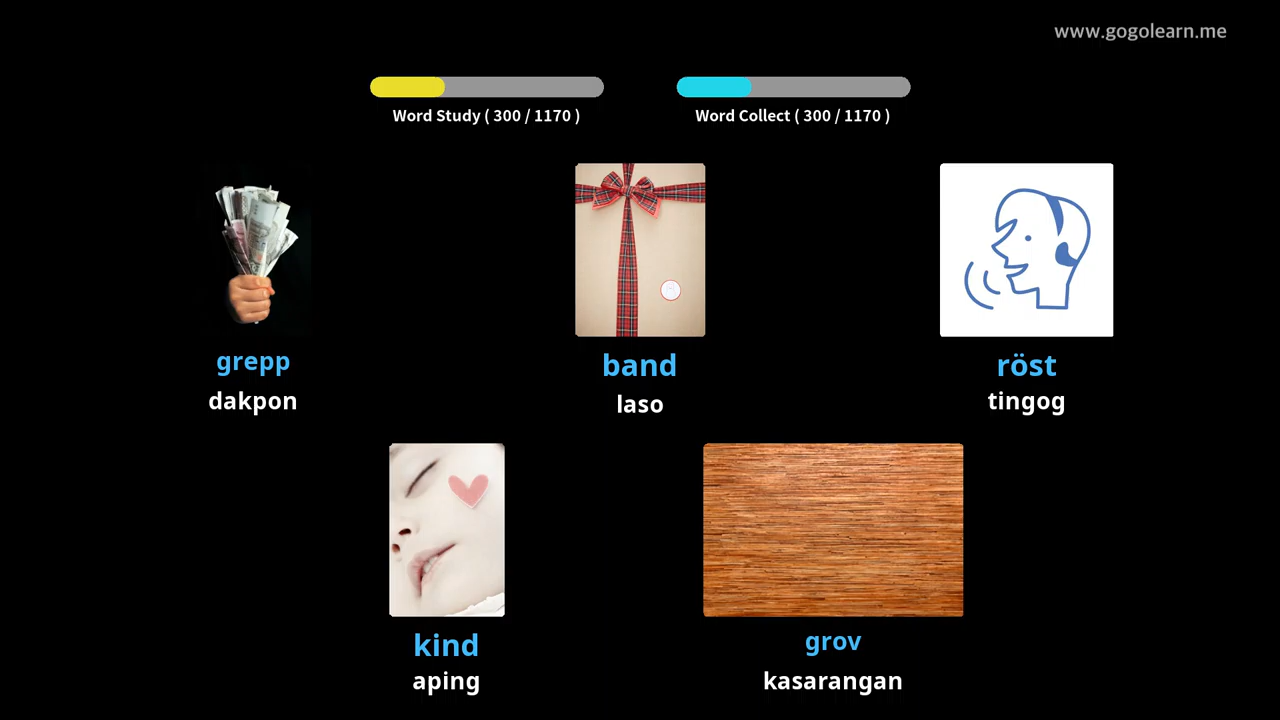 www.gogolearn.me
Word Study ( 300 / 1170 )
Word Collect ( 300 / 1170 )
grepp
dakpon
band
laso
röst
tingog
kind
aping
grov
kasarangan